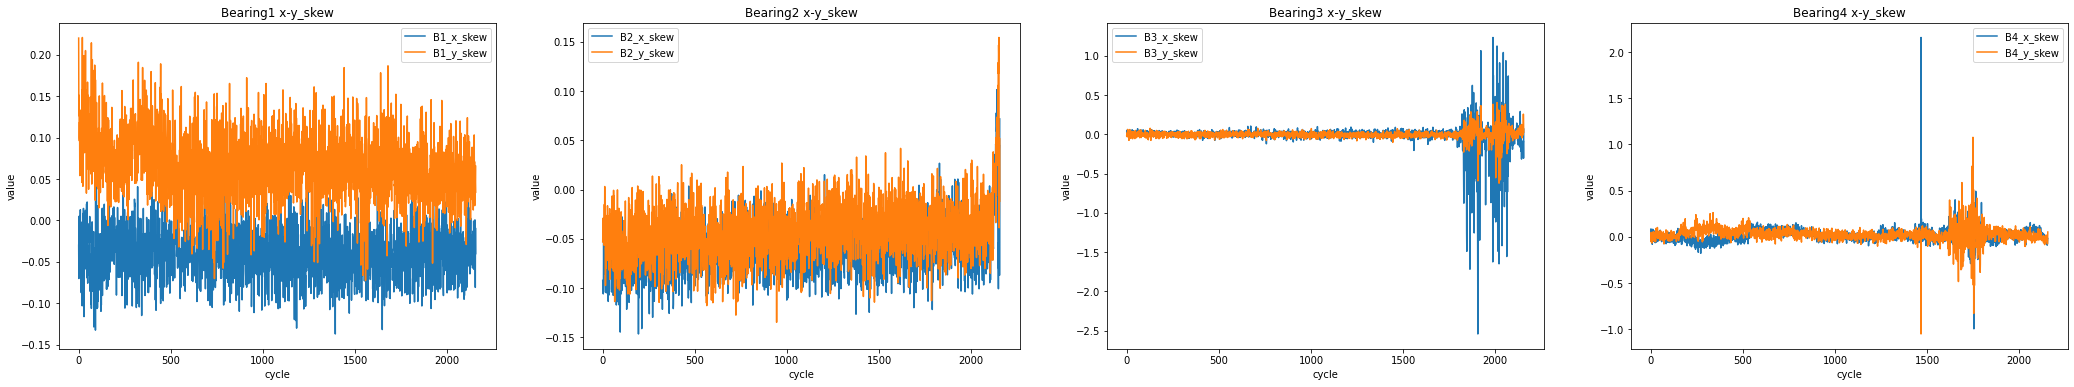 Bearing1 x-y_skew
B1_x_skew
B1_y_skew
value
0.20
0.15
0.10
0.05
0.00
−0.05
−0.10
−0.15
0
500
1000
1500
2000
cycle
Bearing2 x-y_skew
B2_x_skew
B2_y_skew
value
0.15
0.10
0.05
0.00
−0.05
−0.10
−0.15
0
500
1000
1500
2000
cycle
Bearing3 x-y_skew
B3_x_skew
B3_y_skew
value
1.0
0.5
0.0
−0.5
−1.0
−1.5
−2.0
−2.5
0
500
1000
1500
2000
cycle
Bearing4 x-y_skew
B4_x_skew
B4_y_skew
value
2.0
1.5
1.0
0.5
0.0
−0.5
−1.0
0
500
1000
1500
2000
cycle